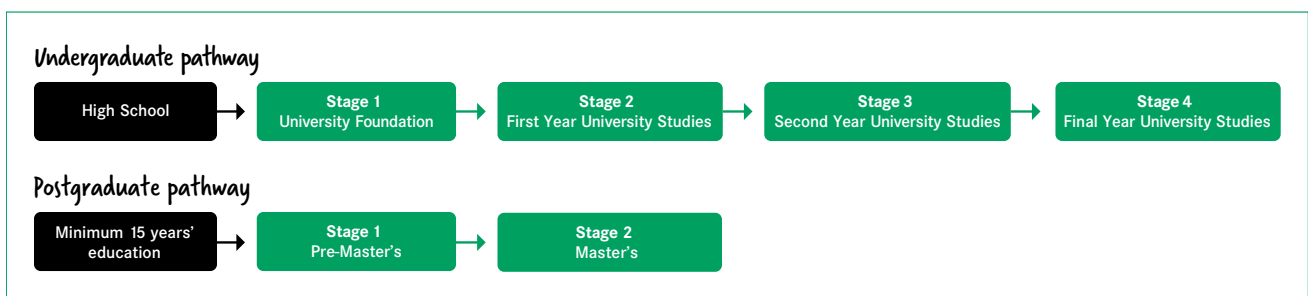 Undergraduate pathway
High School
Stage 1
University Foundation
Stage 2
First Year University Studies
Stage 3
Second Year University Studies
Stage 4
Final Year University Studies
Postgraduate pathway
Minimum 15 years’
education
Stage 1
Pre-Master’s
Stage 2
Master’s